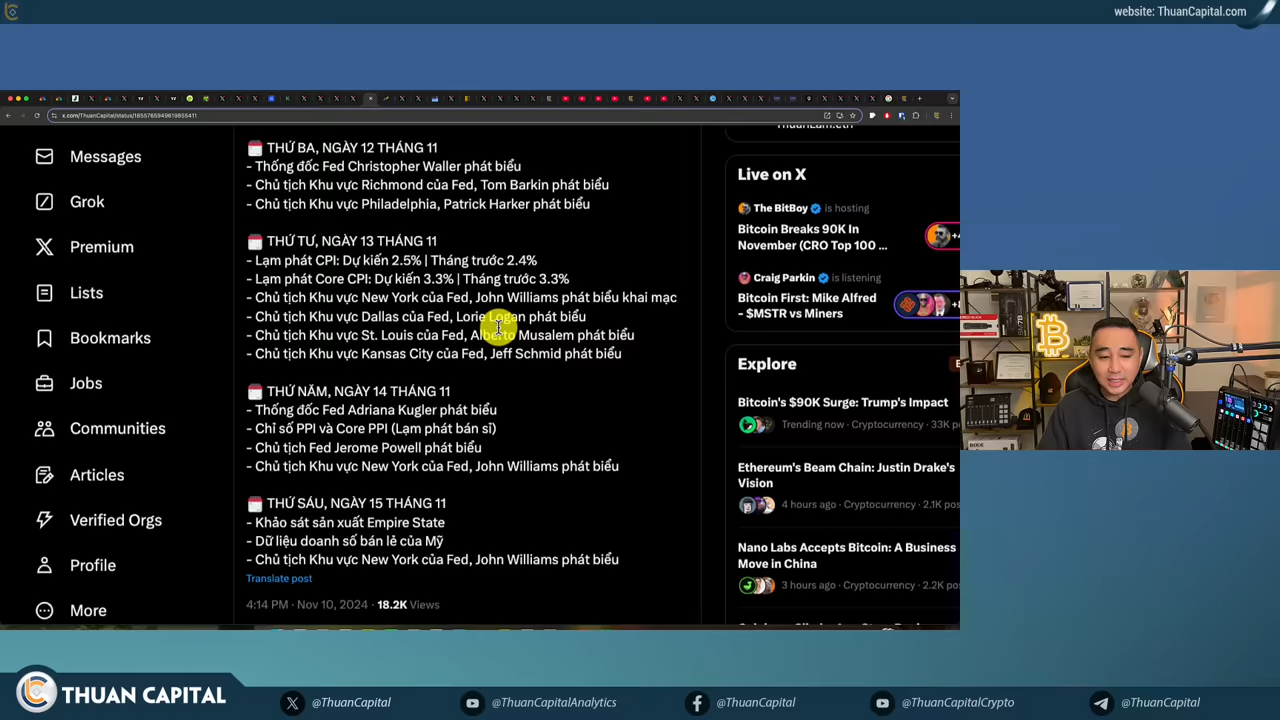 website: ThuanCapital.com
x.com/ThuanCapital/status/1855765949619855411
Messages
Grok
Premium
Lists
Bookmarks
Jobs
Communities
Articles
Verified Orgs
Profile
More
THỨ BA, NGÀY 12 THÁNG 11
- Thống đốc Fed Christopher Waller phát biểu
- Chủ tịch Khu vực Richmond của Fed, Tom Barkin phát biểu
- Chủ tịch Khu vực Philadelphia, Patrick Harker phát biểu
THỨ TƯ, NGÀY 13 THÁNG 11
- Lạm phát CPI: Dự kiến 2.5% | Tháng trước 2.4%
- Lạm phát Core CPI: Dự kiến 3.3% | Tháng trước 3.3%
- Chủ tịch Khu vực New York của Fed, John Williams phát biểu khai mạc
- Chủ tịch Khu vực Dallas của Fed, Lorie Logan phát biểu
- Chủ tịch Khu vực St. Louis của Fed, Alberto Musalem phát biểu
- Chủ tịch Khu vực Kansas City của Fed, Jeff Schmid phát biểu
THỨ NĂM, NGÀY 14 THÁNG 11
- Thống đốc Fed Adriana Kugler phát biểu
- Chỉ số PPI và Core PPI (Lạm phát bán sỉ)
- Chủ tịch Fed Jerome Powell phát biểu
- Chủ tịch Khu vực New York của Fed, John Williams phát biểu
THỨ SÁU, NGÀY 15 THÁNG 11
- Khảo sát sản xuất Empire State
- Dữ liệu doanh số bán lẻ của Mỹ
- Chủ tịch Khu vực New York của Fed, John Williams phát biểu
Translate post
4:14 PM · Nov 10, 2024 · 18.2K Views
ThuanLam.eth
Live on X
The BitBoy is hosting
Bitcoin Breaks 90K In
November (CRO Top 100 ...
Craig Parkin is listening
Bitcoin First: Mike Alfred
- $MSTR vs Miners
Explore
Bitcoin's $90K Surge: Trump's Impact
Trending now · Cryptocurrency · 33K po
Ethereum's Beam Chain: Justin Drake's
Vision
4 hours ago · Cryptocurrency · 2.1K pos
Nano Labs Accepts Bitcoin: A Business
Move in China
3 hours ago · Cryptocurrency · 2.2K po
THUAN CAPITAL
@ThuanCapital
@ThuanCapitalAnalytics
@ThuanCapital
@ThuanCapitalCrypto
@ThuanCapital